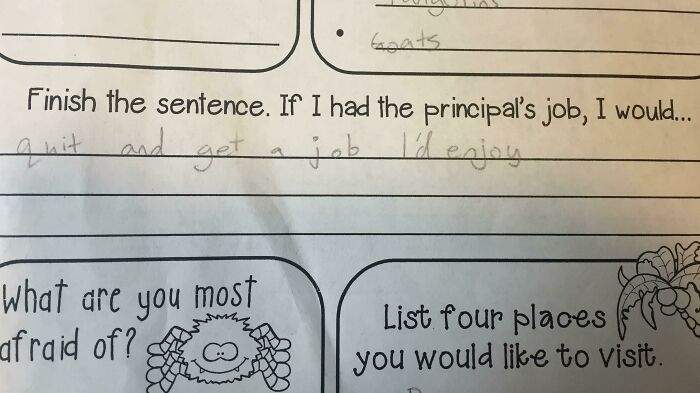 Goats
Finish the sentence. If I had the principal's job, I would...
quit and get a job I'd enjoy
What are you most
afraid of?
List four places
you would like to visit.